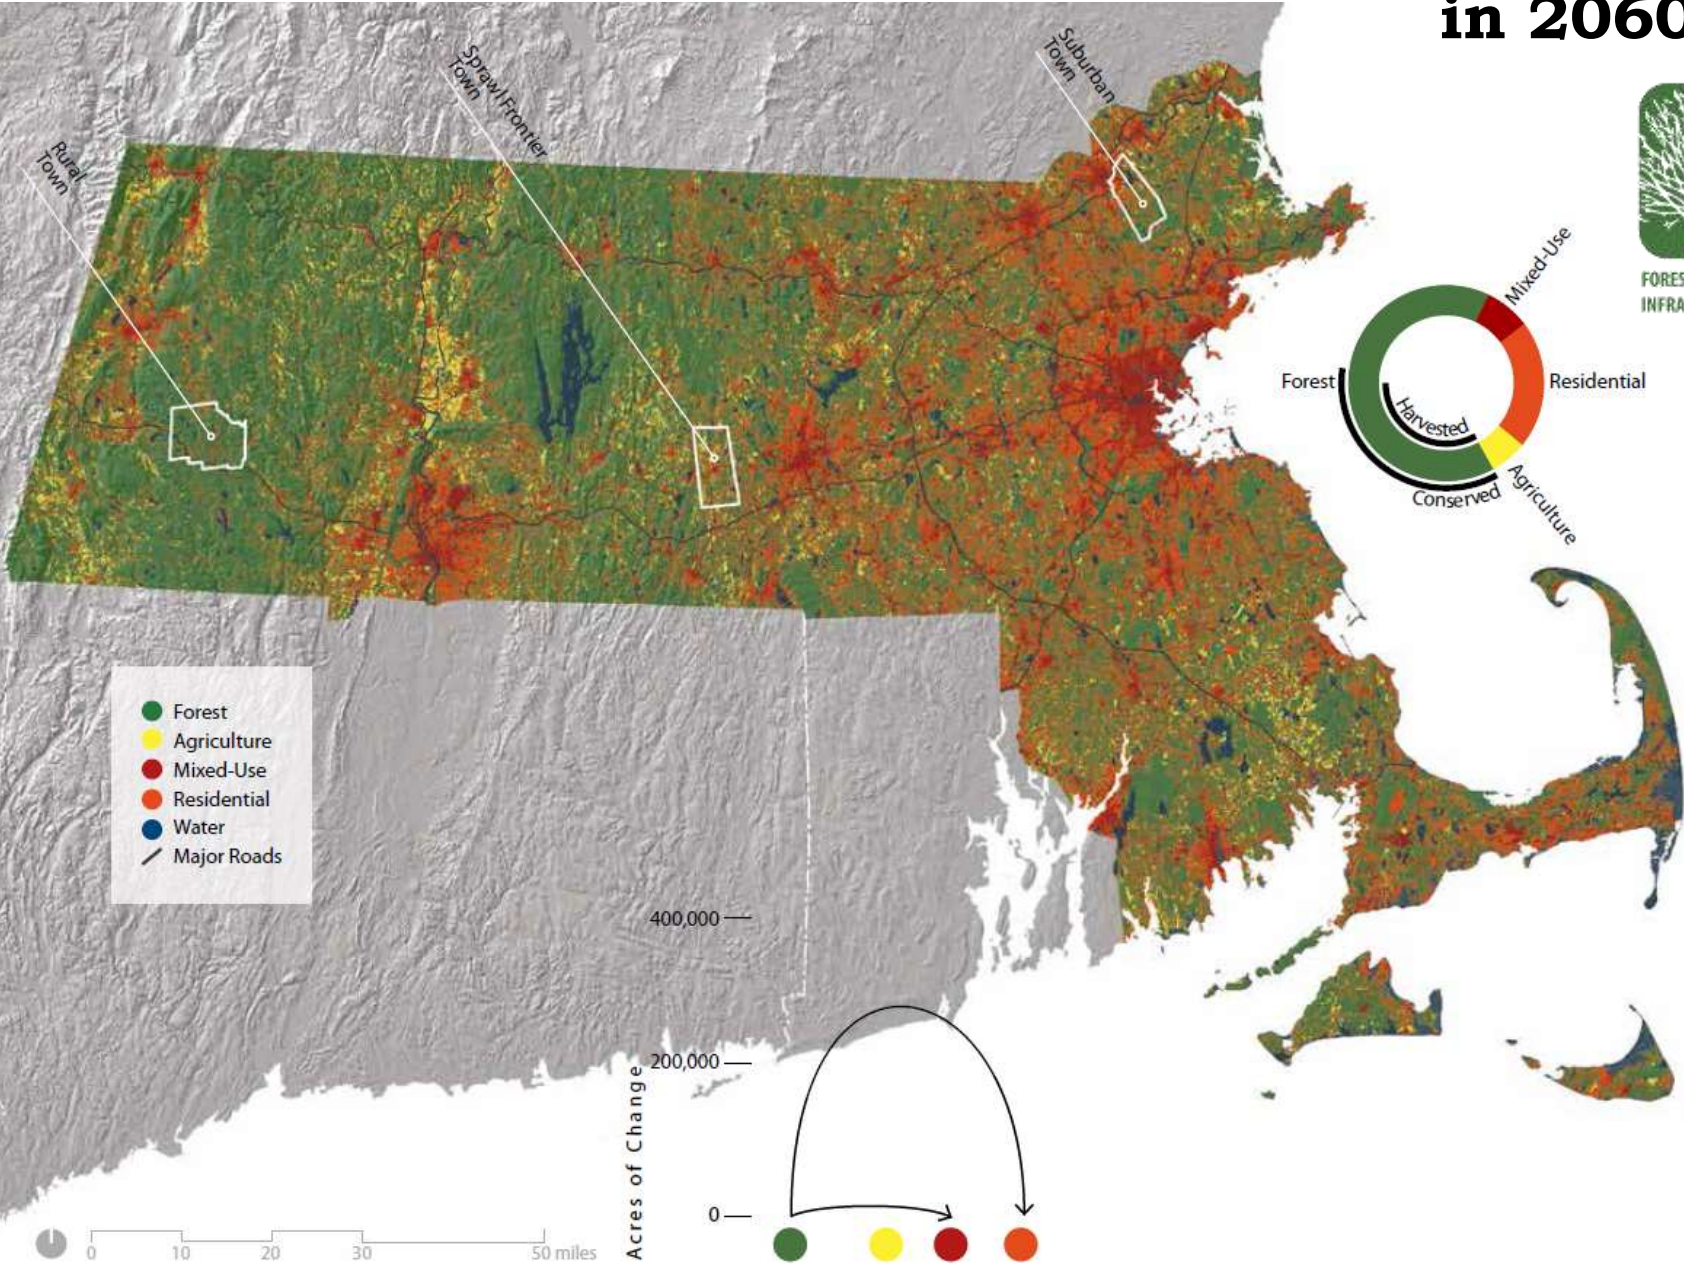 in 2060
Rural
Town
Sprawl Frontier
Town
Suburban
Town
FORES
INFRA
Mixed-Use
Forest
Residential
Harvested
Conserved
Agriculture
Forest
Agriculture
Mixed-Use
Residential
Water
Major Roads
400,000
200,000
0
Acres of Change
0 10 20 30 50 miles